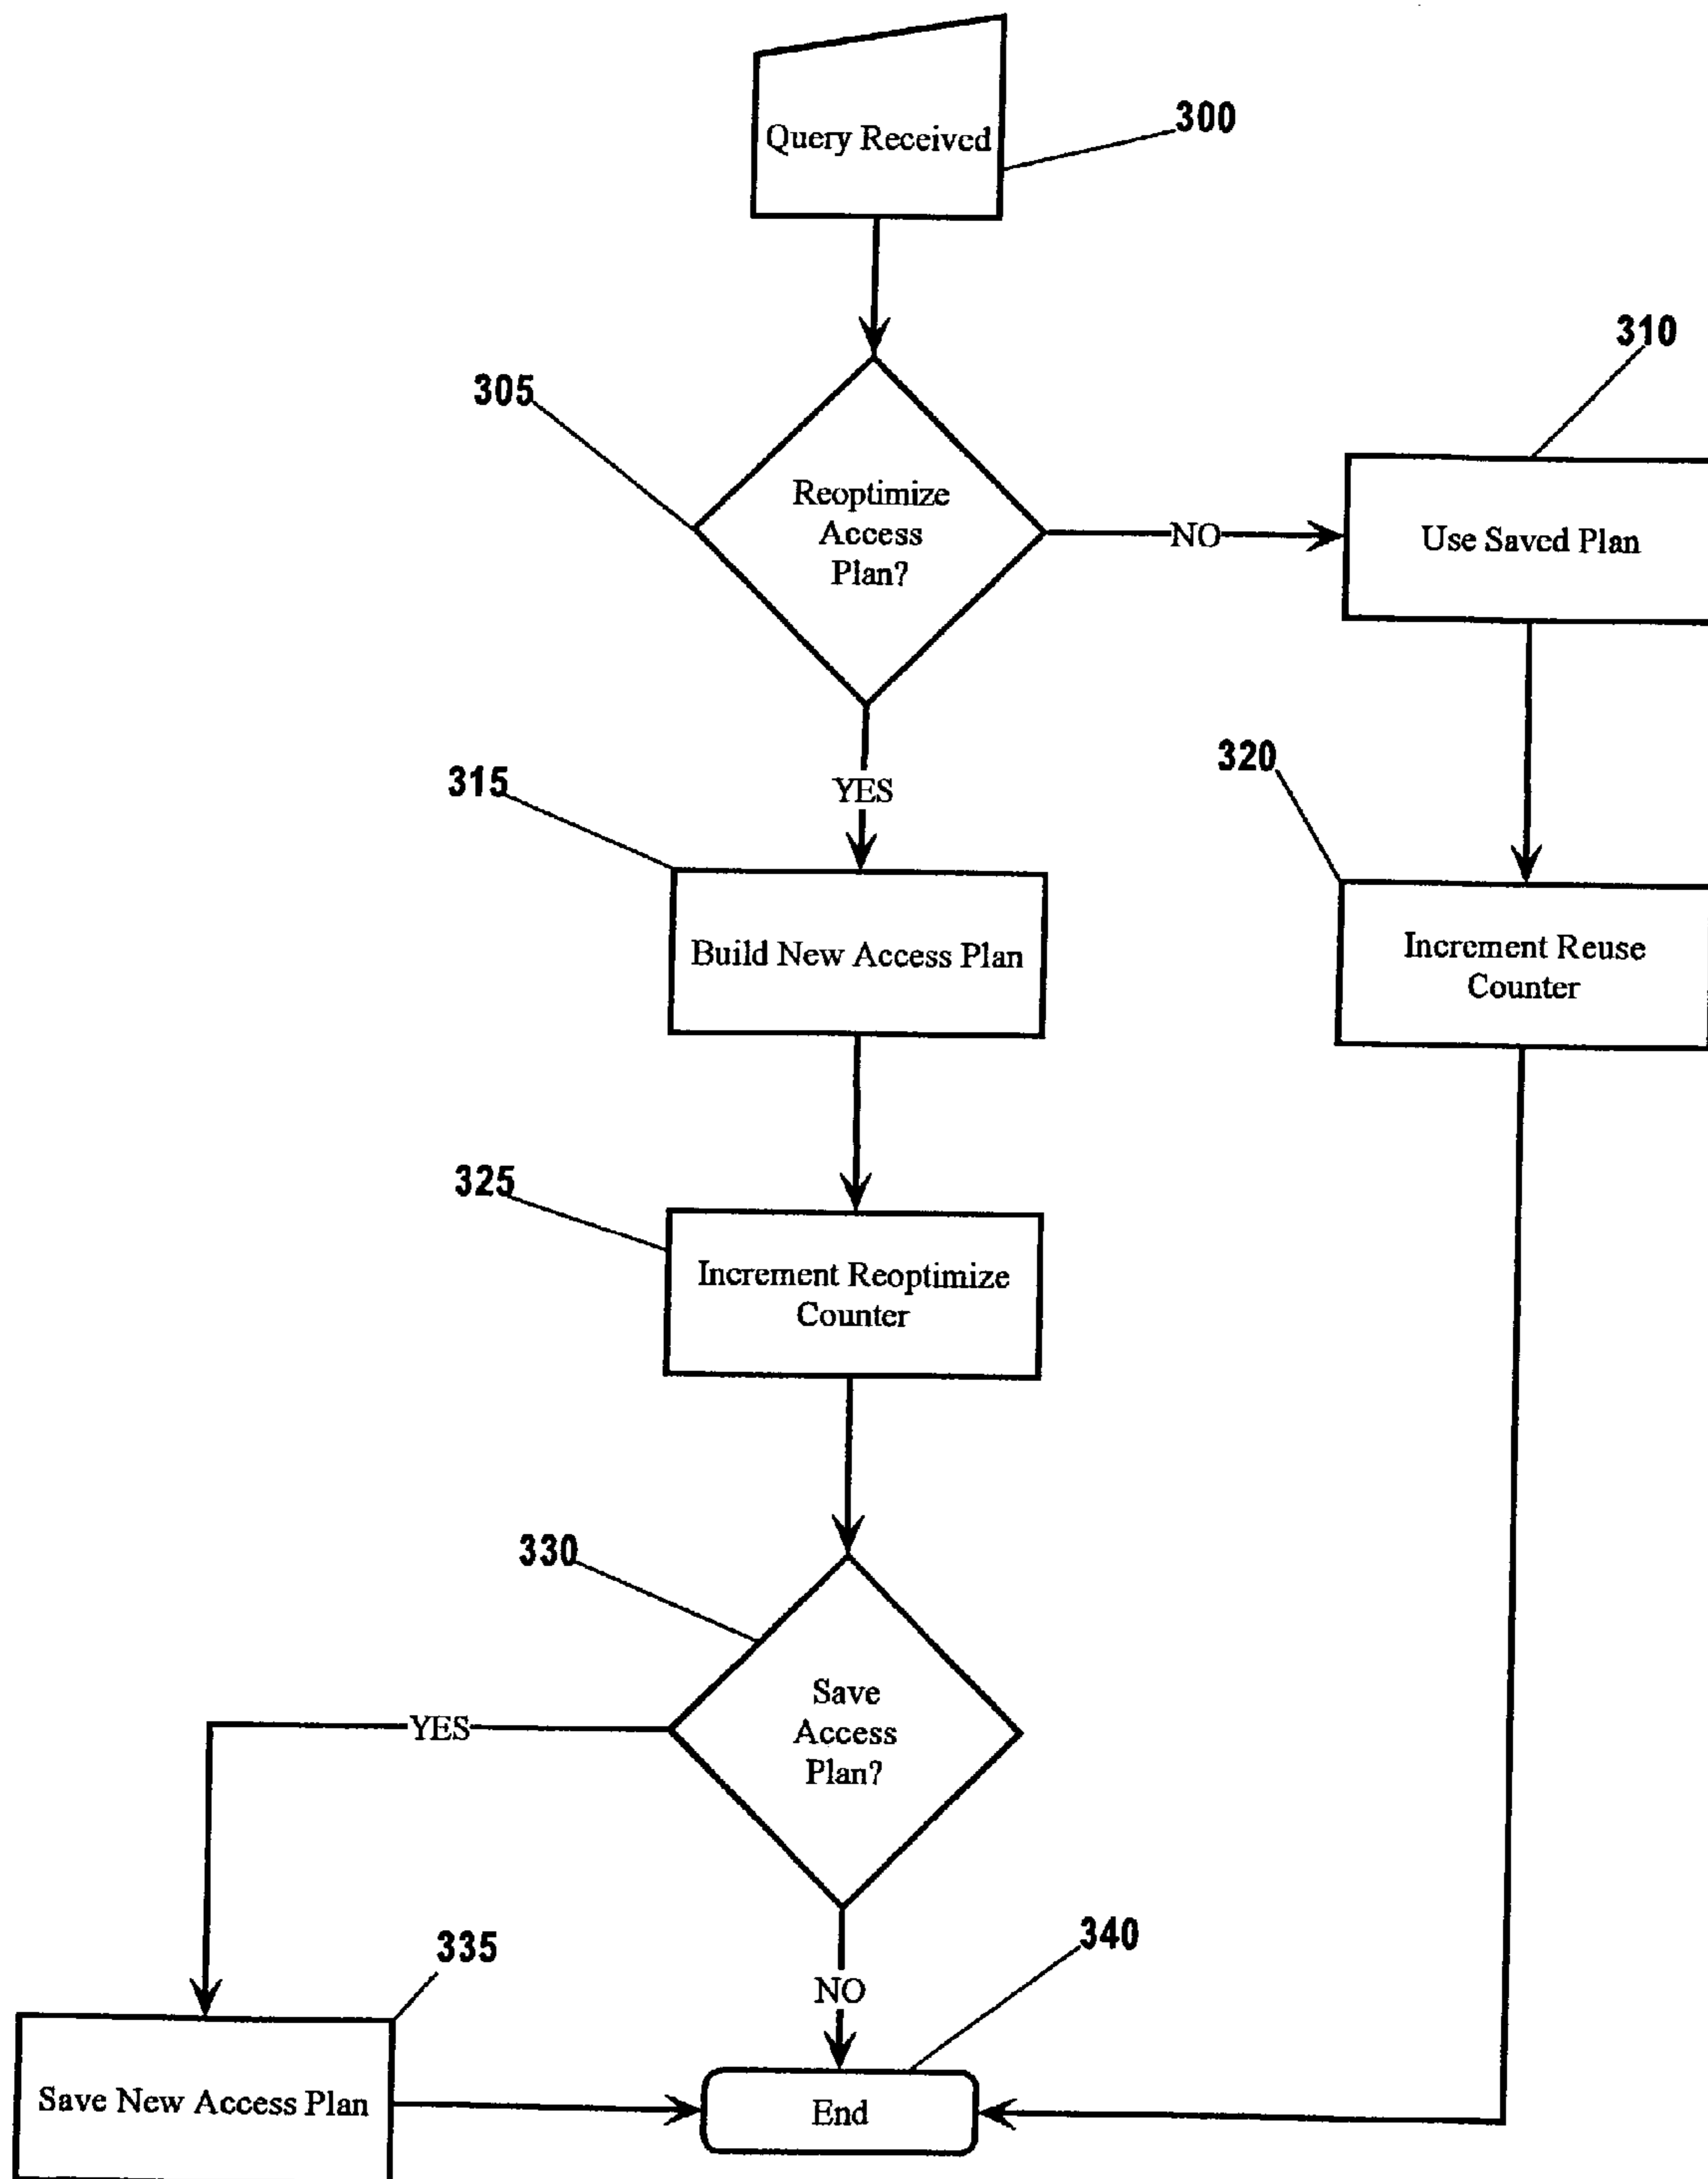 Query Received
300
305
Reoptimize
Access
Plan?
NO
310
Use Saved Plan
YES
315
Build New Access Plan
320
Increment Reuse
Counter
325
Increment Reoptimize
Counter
330
Save
Access
Plan?
YES
NO
335
Save New Access Plan
340
End